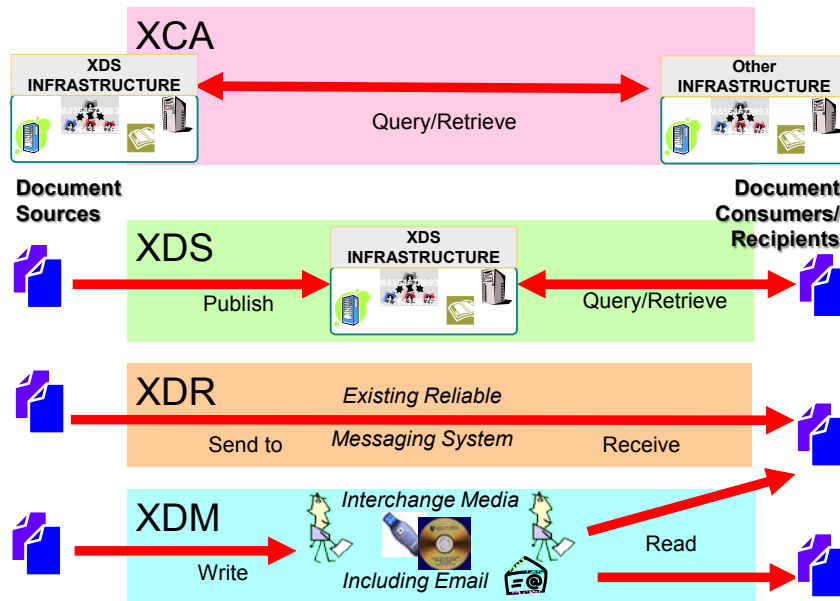 XCA
XDS
INFRASTRUCTURE
Other
INFRASTRUCTURE
Query/Retrieve
Document
Sources
Document
Consumers/
Recipients
XDS
XDS
INFRASTRUCTURE
Publish
Query/Retrieve
XDR
Existing Reliable
Messaging System
Send to
Receive
XDM
Interchange Media
Including Email
Write
Read